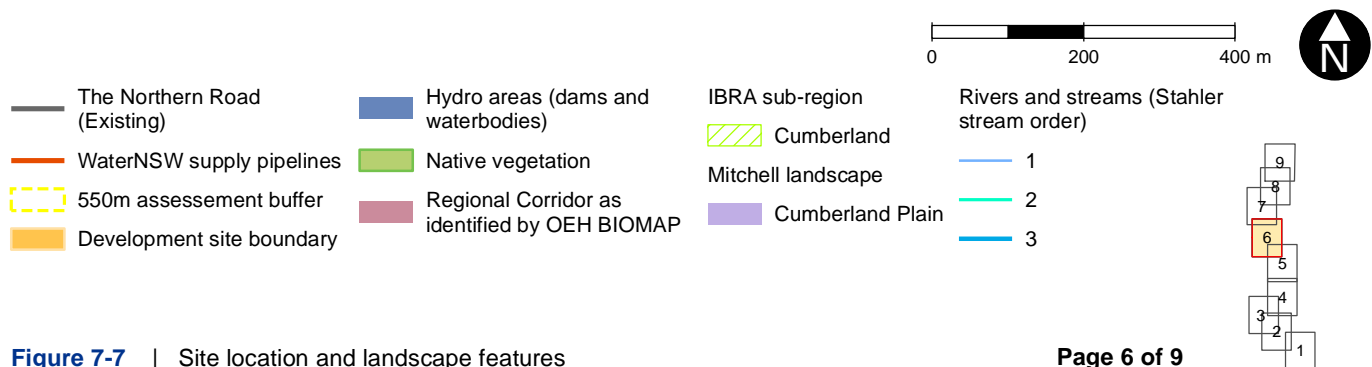 0 200 400 m
N
The Northern Road
(Existing)
WaterNSW supply pipelines
550m assessement buffer
Development site boundary
Hydro areas (dams and
waterbodies)
Native vegetation
Regional Corridor as
identified by OEH BIOMAP
IBRA sub-region
Cumberland
Mitchell landscape
Cumberland Plain
Rivers and streams (Stahler
stream order)
1
2
3
9
8
7
6
5
4
3
2
1
Figure 7-7 | Site location and landscape features
Page 6 of 9